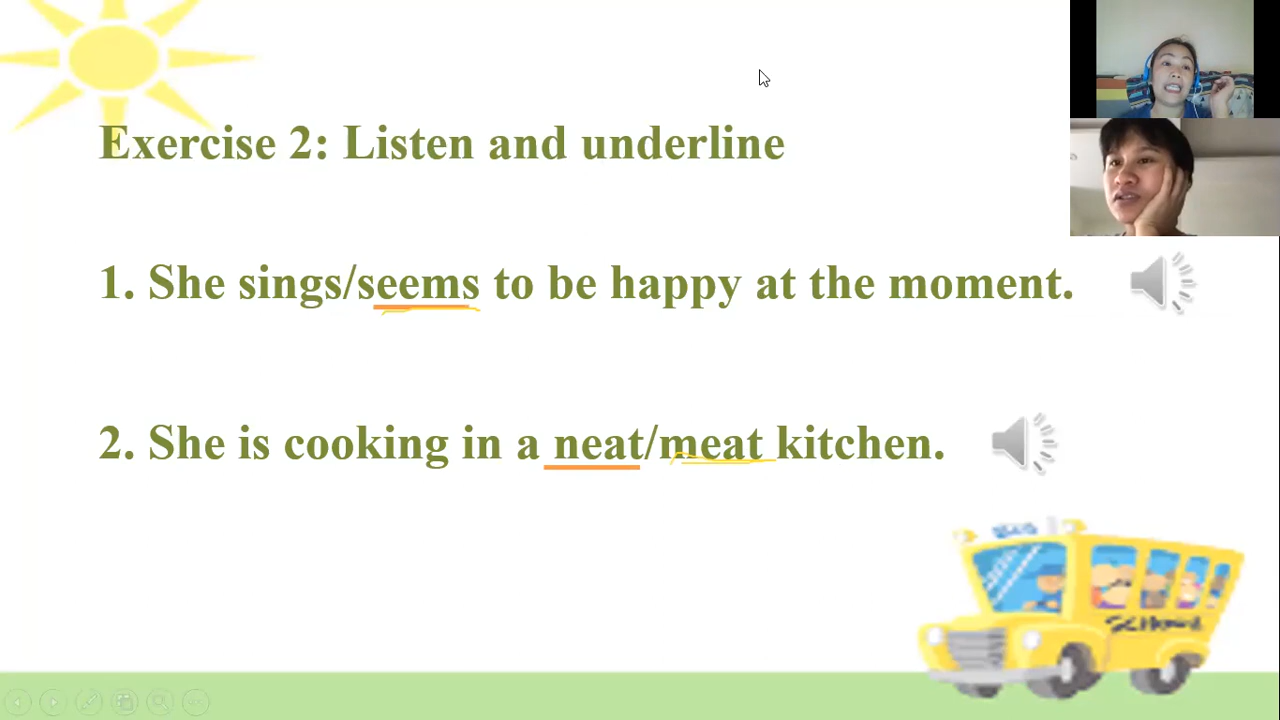 Exercise 2: Listen and underline
1. She sings/seems to be happy at the moment.
2. She is cooking in a neat/meat kitchen.
SCHOOL